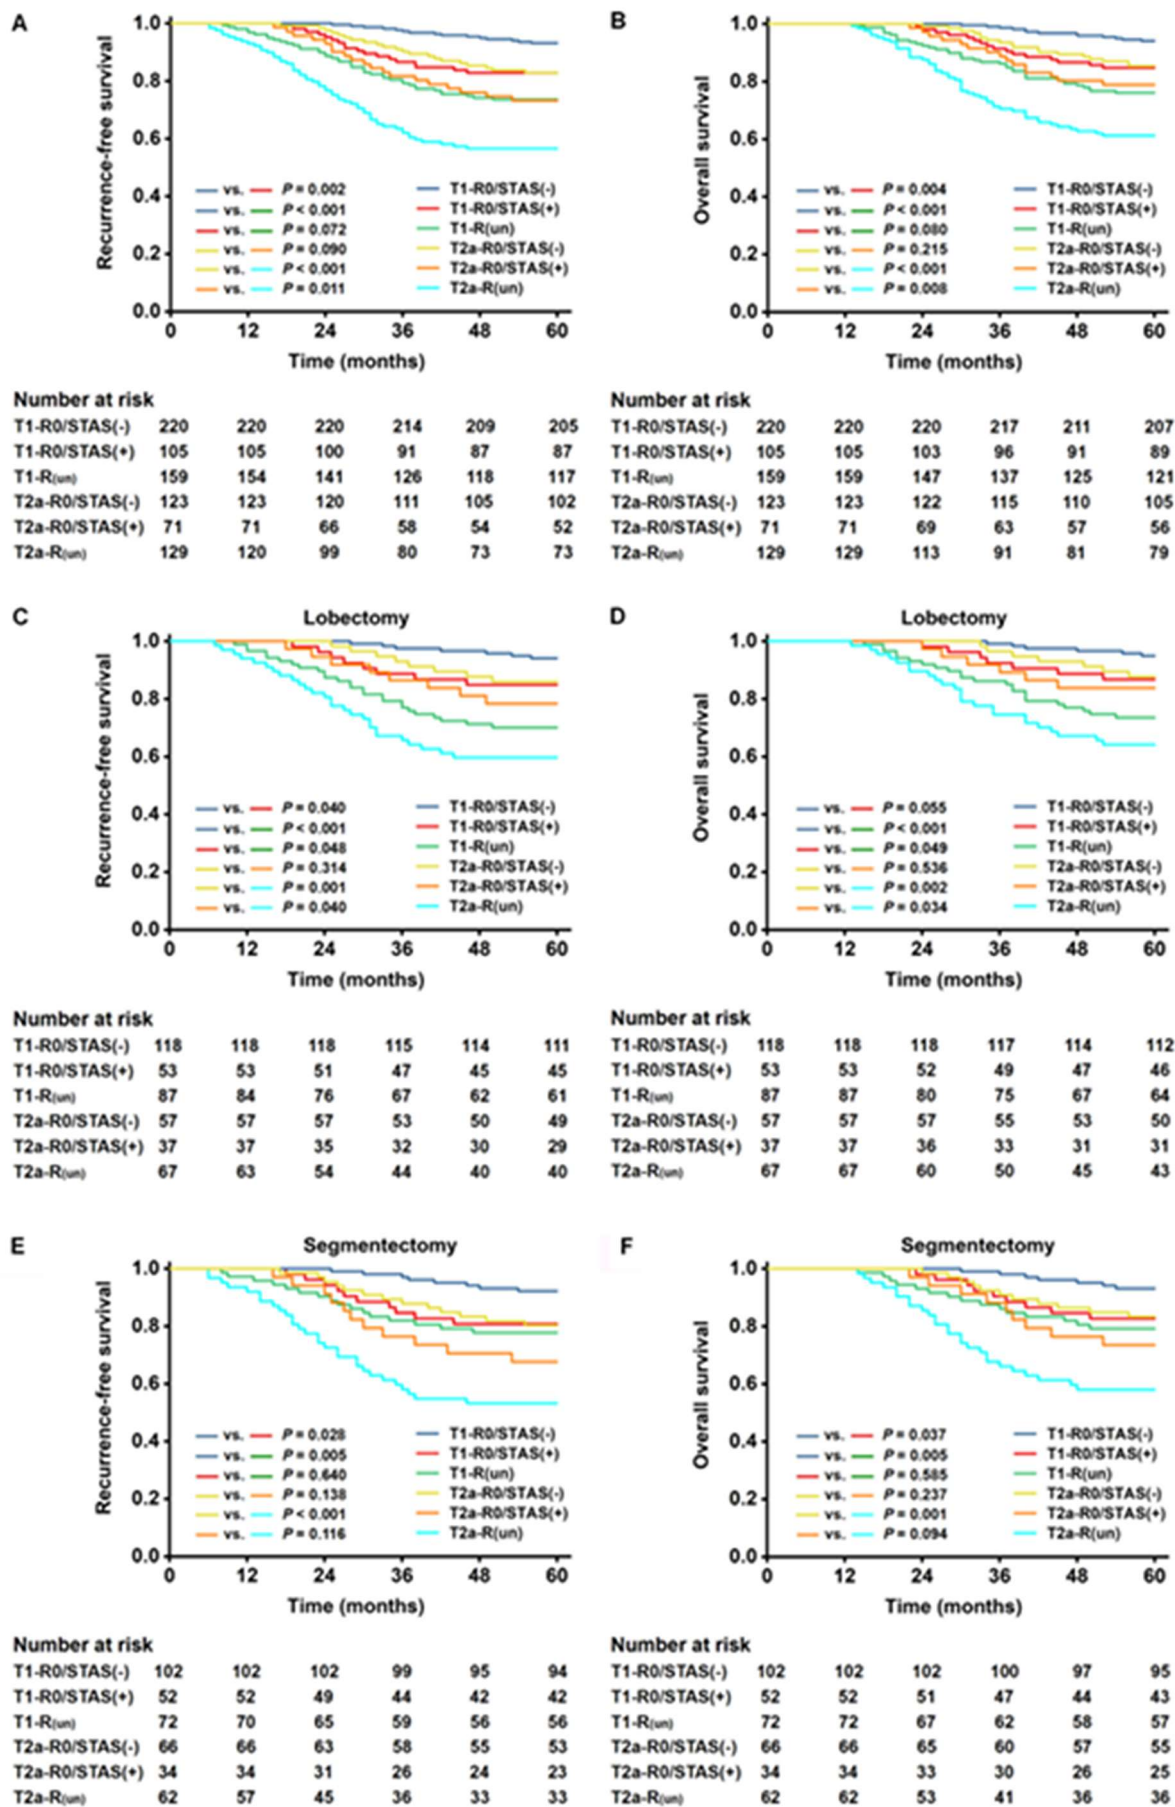 A
Recurrence-free survival
1.0
0.8
0.6
0.4
0.2
0.0
vs. P = 0.002
vs. P < 0.001
vs. P = 0.072
vs. P = 0.090
vs. P < 0.001
vs. P = 0.011
T1-R0/STAS(-)
T1-R0/STAS(+)
T1-R(un)
T2a-R0/STAS(-)
T2a-R0/STAS(+)
T2a-R(un)
0 12 24 36 48 60
Time (months)
Number at risk
T1-R0/STAS(-) 220 220 220 214 209 205
T1-R0/STAS(+) 105 105 100 91 87 87
T1-R(un) 159 154 141 126 118 117
T2a-R0/STAS(-) 123 123 120 111 105 102
T2a-R0/STAS(+) 71 71 66 58 54 52
T2a-R(un) 129 120 99 80 73 73
B
Overall survival
1.0
0.8
0.6
0.4
0.2
0.0
vs. P = 0.004
vs. P < 0.001
vs. P = 0.080
vs. P = 0.215
vs. P < 0.001
vs. P = 0.008
T1-R0/STAS(-)
T1-R0/STAS(+)
T1-R(un)
T2a-R0/STAS(-)
T2a-R0/STAS(+)
T2a-R(un)
0 12 24 36 48 60
Time (months)
Number at risk
T1-R0/STAS(-) 220 220 220 217 211 207
T1-R0/STAS(+) 105 105 103 96 91 89
T1-R(un) 159 159 147 137 125 121
T2a-R0/STAS(-) 123 123 122 115 110 105
T2a-R0/STAS(+) 71 71 69 63 57 56
T2a-R(un) 129 129 113 91 81 79
C
Lobectomy
Recurrence-free survival
1.0
0.8
0.6
0.4
0.2
0.0
vs. P = 0.040
vs. P < 0.001
vs. P = 0.048
vs. P = 0.314
vs. P = 0.001
vs. P = 0.040
T1-R0/STAS(-)
T1-R0/STAS(+)
T1-R(un)
T2a-R0/STAS(-)
T2a-R0/STAS(+)
T2a-R(un)
0 12 24 36 48 60
Time (months)
Number at risk
T1-R0/STAS(-) 118 118 118 115 114 111
T1-R0/STAS(+) 53 53 51 47 45 45
T1-R(un) 87 84 76 67 62 61
T2a-R0/STAS(-) 57 57 57 53 50 49
T2a-R0/STAS(+) 37 37 35 32 30 29
T2a-R(un) 67 63 54 44 40 40
D
Lobectomy
Overall survival
1.0
0.8
0.6
0.4
0.2
0.0
vs. P = 0.055
vs. P < 0.001
vs. P = 0.049
vs. P = 0.536
vs. P = 0.002
vs. P = 0.034
T1-R0/STAS(-)
T1-R0/STAS(+)
T1-R(un)
T2a-R0/STAS(-)
T2a-R0/STAS(+)
T2a-R(un)
0 12 24 36 48 60
Time (months)
Number at risk
T1-R0/STAS(-) 118 118 118 117 114 112
T1-R0/STAS(+) 53 53 52 49 47 46
T1-R(un) 87 87 80 75 67 64
T2a-R0/STAS(-) 57 57 57 55 53 50
T2a-R0/STAS(+) 37 37 36 33 31 31
T2a-R(un) 67 67 60 50 45 43
E
Segmentectomy
Recurrence-free survival
1.0
0.8
0.6
0.4
0.2
0.0
vs. P = 0.028
vs. P = 0.005
vs. P = 0.640
vs. P = 0.138
vs. P < 0.001
vs. P = 0.116
T1-R0/STAS(-)
T1-R0/STAS(+)
T1-R(un)
T2a-R0/STAS(-)
T2a-R0/STAS(+)
T2a-R(un)
0 12 24 36 48 60
Time (months)
Number at risk
T1-R0/STAS(-) 102 102 102 99 95 94
T1-R0/STAS(+) 52 52 49 44 42 42
T1-R(un) 72 70 65 59 56 56
T2a-R0/STAS(-) 66 66 63 58 55 53
T2a-R0/STAS(+) 34 34 31 26 24 23
T2a-R(un) 62 57 45 36 33 33
F
Segmentectomy
Overall survival
1.0
0.8
0.6
0.4
0.2
0.0
vs. P = 0.037
vs. P = 0.005
vs. P = 0.585
vs. P = 0.237
vs. P = 0.001
vs. P = 0.094
T1-R0/STAS(-)
T1-R0/STAS(+)
T1-R(un)
T2a-R0/STAS(-)
T2a-R0/STAS(+)
T2a-R(un)
0 12 24 36 48 60
Time (months)
Number at risk
T1-R0/STAS(-) 102 102 102 100 97 95
T1-R0/STAS(+) 52 52 51 47 44 43
T1-R(un) 72 72 67 62 58 57
T2a-R0/STAS(-) 66 66 65 60 57 55
T2a-R0/STAS(+) 34 34 33 30 26 25
T2a-R(un) 62 62 53 41 36 36